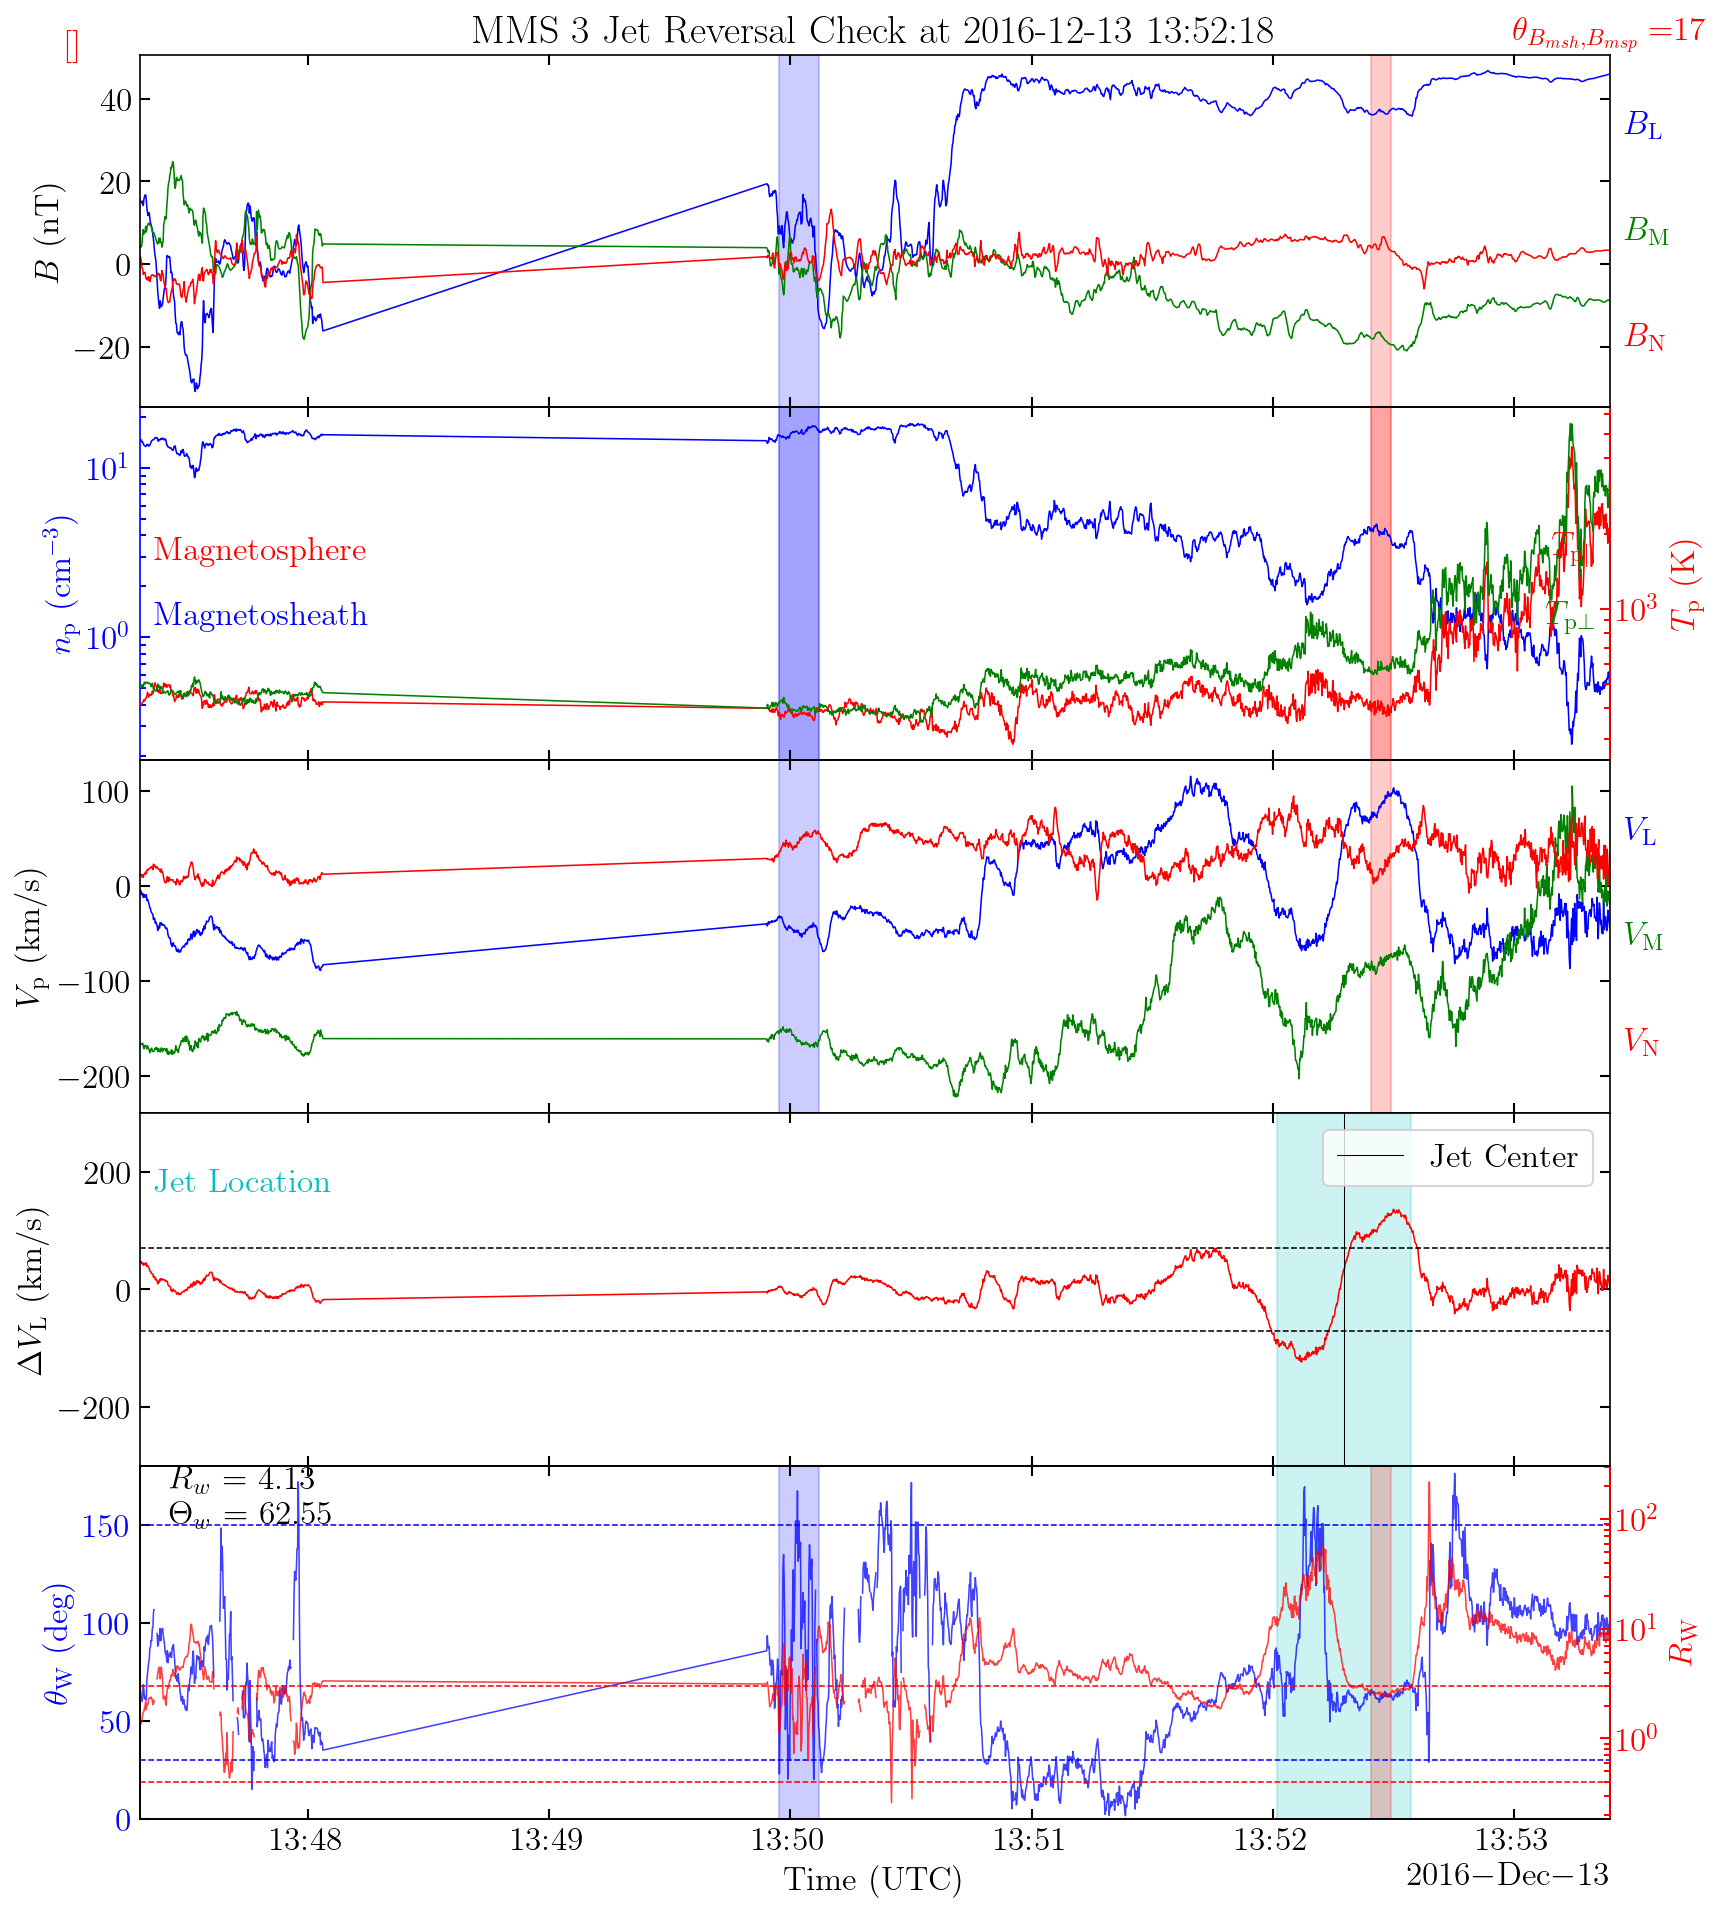 MMS 3 Jet Reversal Check at 2016-12-13 13:52:18
[]
θ_{B_{msh},B_{msp}} =17
40
20
0
−20
B (nT)
B_L
B_M
B_N
10^1
10^0
n_p (cm^{−3})
Magnetosphere
Magnetosheath
T_{p∥}
T_{p⊥}
10^3
T_p (K)
100
0
−100
−200
V_p (km/s)
V_L
V_M
V_N
200
0
−200
ΔV_L (km/s)
Jet Location
Jet Center
R_w = 4.13
Θ_w = 62.55
150
100
50
0
θ_W (deg)
10^2
10^1
10^0
R_W
13:48 13:49 13:50 13:51 13:52 13:53
Time (UTC)
2016−Dec−13